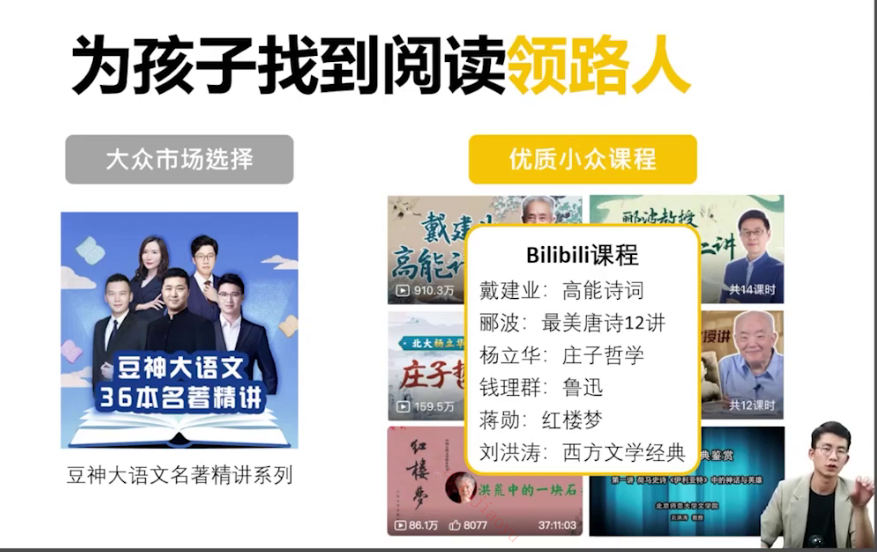 为孩子找到阅读领路人
大众市场选择
豆神大语文
36本名著精讲
豆神大语文名著精讲系列
优质小众课程
戴建
高能诗
910.3万
郦波教授
二讲
共14课时
北大杨立华
庄子哲
159.5万
授讲
共12课时
红楼梦
洪荒中的一块石
86.1万
8077
37:11:03
典鉴赏
第一讲 荷马史诗《伊利亚特》中的神话与英雄
北京师范大学文学院
Bilibili课程
戴建业：高能诗词
郦波：最美唐诗12讲
杨立华：庄子哲学
钱理群：鲁迅
蒋勋：红楼梦
刘洪涛：西方文学经典